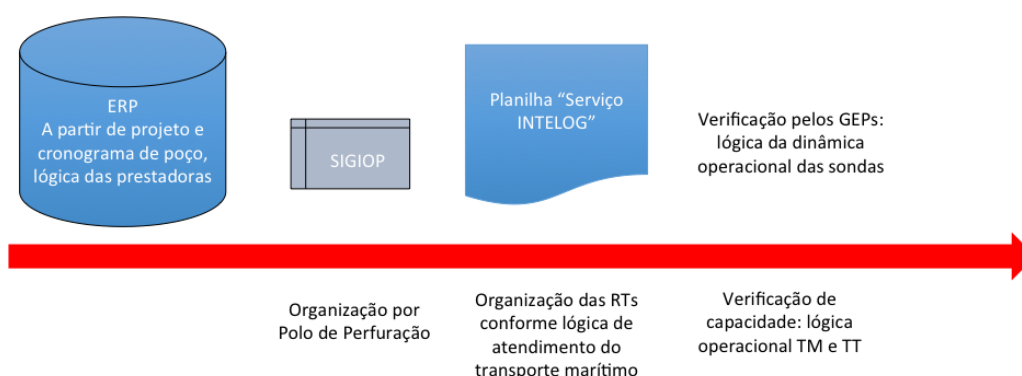 ERP
A partir de projeto e
cronograma de poço,
lógica das prestadoras
SIGIOP
Planilha “Serviço
INTELOG”
Verificação pelos GEPs:
lógica da dinâmica
operacional das sondas
Organização por
Polo de Perfuração
Organização das RTs
conforme lógica de
atendimento do
transporte marítimo
Verificação de
capacidade: lógica
operacional TM e TT